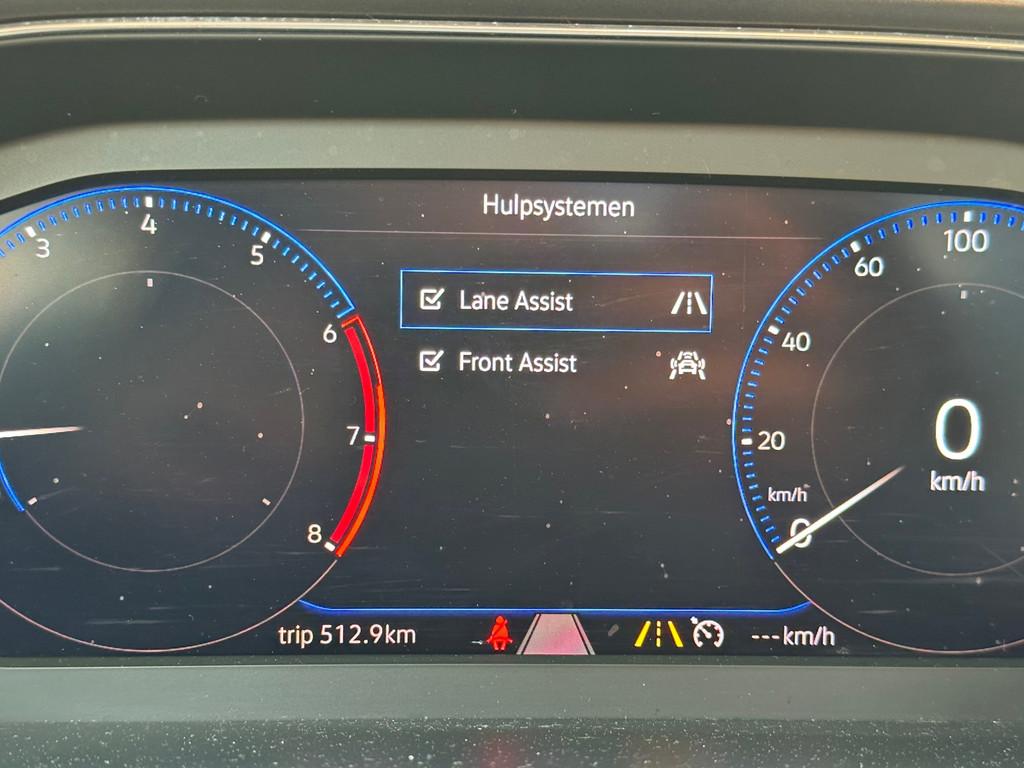 Hulpsystemen
Lane Assist
Front Assist
3
4
5
6
7
8
100
60
40
20
km/h
0
0
km/h
trip 512.9km
---km/h